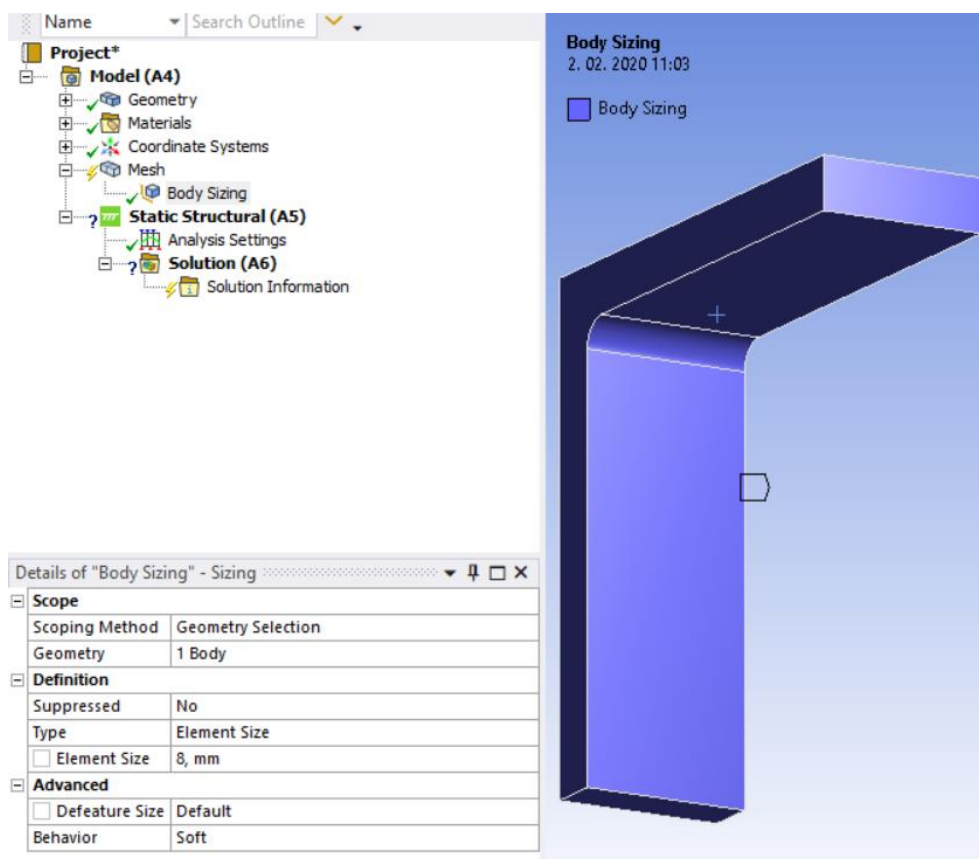 Name Search Outline
Project*
Model (A4)
Geometry
Materials
Coordinate Systems
Mesh
Body Sizing
Static Structural (A5)
Analysis Settings
Solution (A6)
Solution Information
Details of "Body Sizing" - Sizing
Scope
Scoping Method Geometry Selection
Geometry 1 Body
Definition
Suppressed No
Type Element Size
Element Size 8, mm
Advanced
Defeature Size Default
Behavior Soft
Body Sizing
2. 02. 2020 11:03
Body Sizing